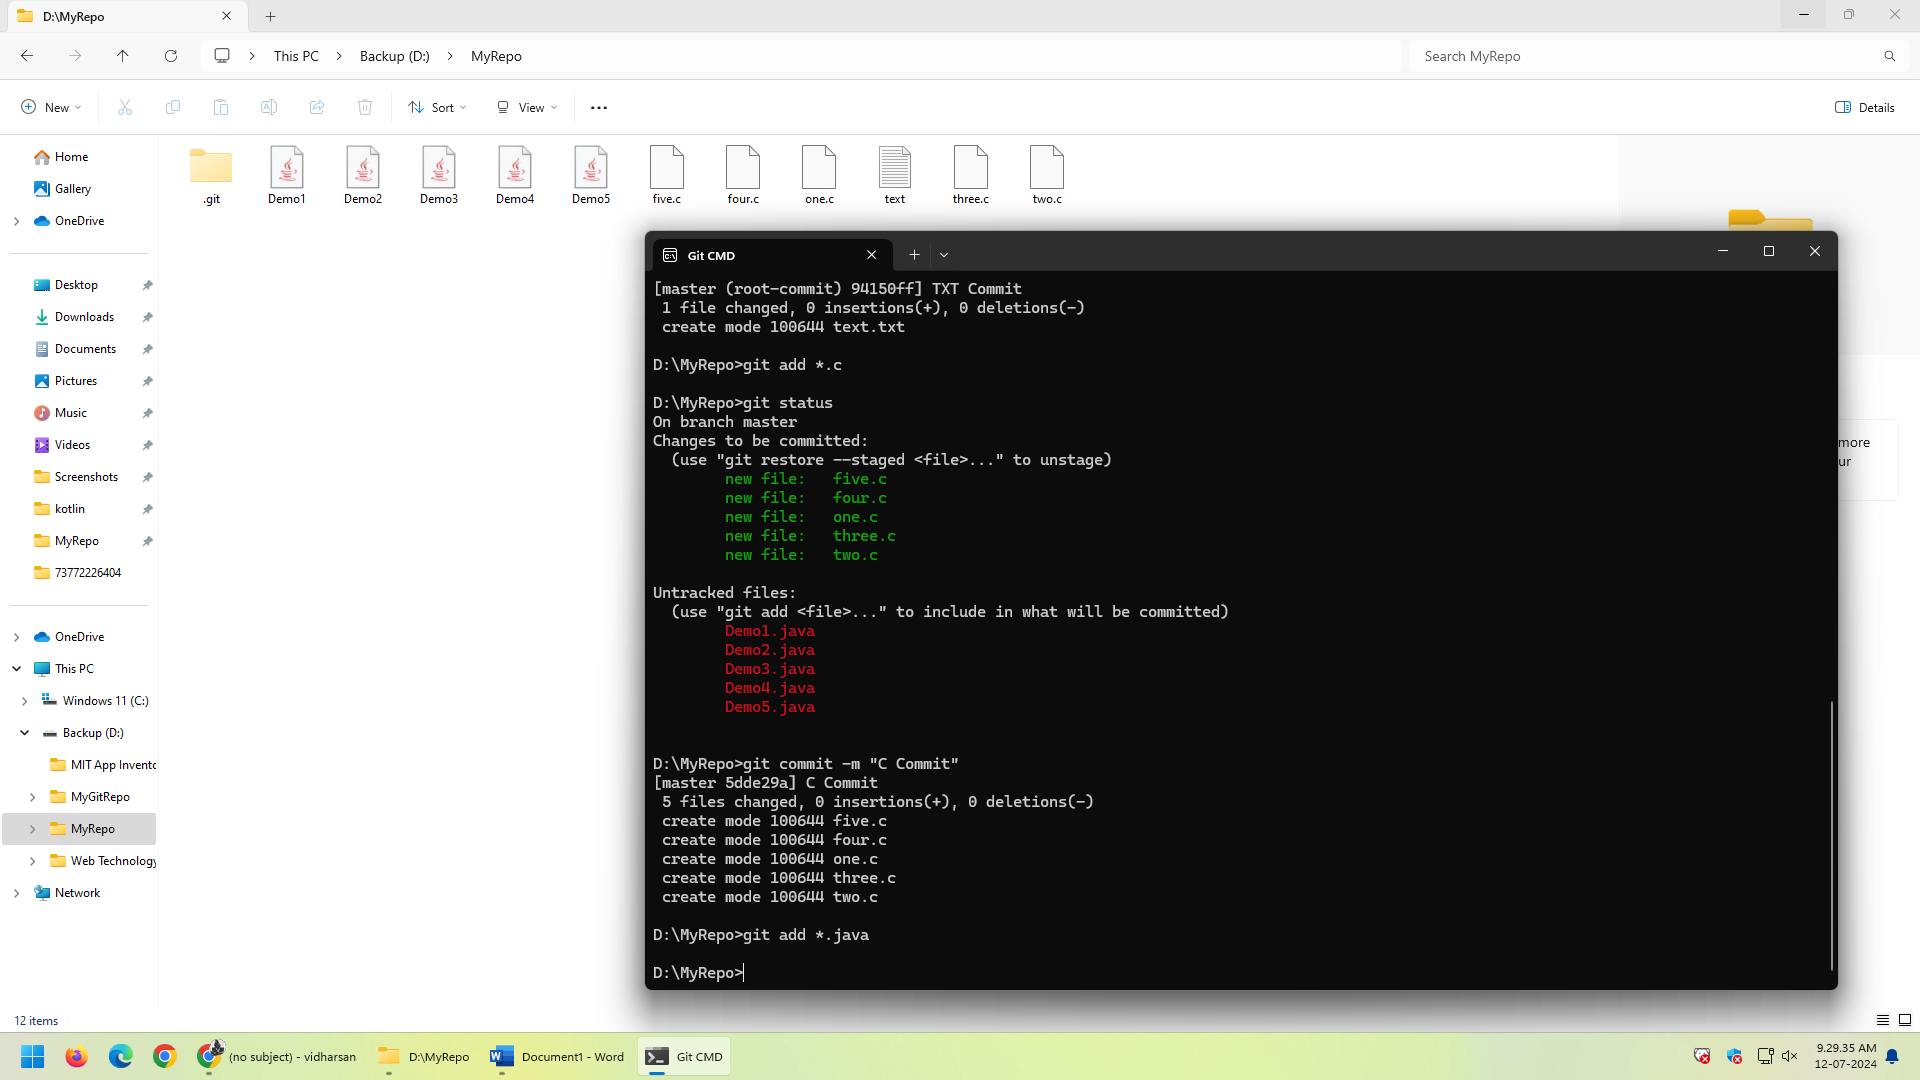 D:\MyRepo
This PC
Backup (D:)
MyRepo
Search MyRepo
New
Sort
View
Details
Home
Gallery
OneDrive
Desktop
Downloads
Documents
Pictures
Music
Videos
Screenshots
kotlin
MyRepo
73772226404
OneDrive
This PC
Windows 11 (C:)
Backup (D:)
MIT App Invento
MyGitRepo
MyRepo
Web Technology
Network
.git
Demo1
Demo2
Demo3
Demo4
Demo5
five.c
four.c
one.c
text
three.c
two.c
more
ur
Git CMD
[master (root-commit) 94150ff] TXT Commit
1 file changed, 0 insertions(+), 0 deletions(-)
create mode 100644 text.txt
D:\MyRepo>git add *.c
D:\MyRepo>git status
On branch master
Changes to be committed:
(use "git restore --staged <file>..." to unstage)
new file:   five.c
new file:   four.c
new file:   one.c
new file:   three.c
new file:   two.c
Untracked files:
(use "git add <file>..." to include in what will be committed)
Demo1.java
Demo2.java
Demo3.java
Demo4.java
Demo5.java
D:\MyRepo>git commit -m "C Commit"
[master 5dde29a] C Commit
5 files changed, 0 insertions(+), 0 deletions(-)
create mode 100644 five.c
create mode 100644 four.c
create mode 100644 one.c
create mode 100644 three.c
create mode 100644 two.c
D:\MyRepo>git add *.java
D:\MyRepo>
12 items
(no subject) - vidharsan
D:\MyRepo
Document1 - Word
Git CMD
9.29.35 AM
12-07-2024